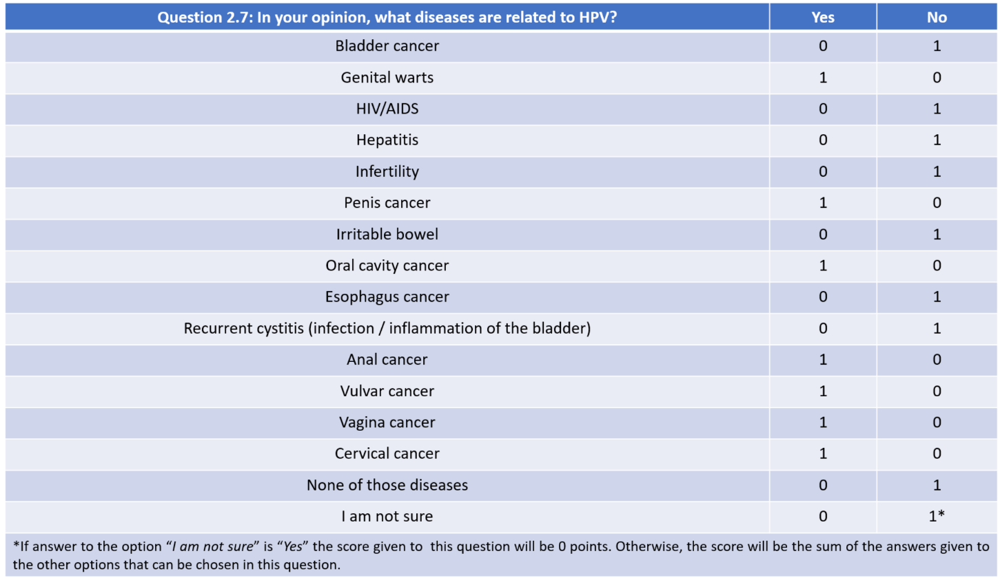 Question 2.7: In your opinion, what diseases are related to HPV? Yes No
Bladder cancer 0 1
Genital warts 1 0
HIV/AIDS 0 1
Hepatitis 0 1
Infertility 0 1
Penis cancer 1 0
Irritable bowel 0 1
Oral cavity cancer 1 0
Esophagus cancer 0 1
Recurrent cystitis (infection / inflammation of the bladder) 0 1
Anal cancer 1 0
Vulvar cancer 1 0
Vagina cancer 1 0
Cervical cancer 1 0
None of those diseases 0 1
I am not sure 0 1*
*If answer to the option “I am not sure” is “Yes” the score given to this question will be 0 points. Otherwise, the score will be the sum of the answers given to
the other options that can be chosen in this question.